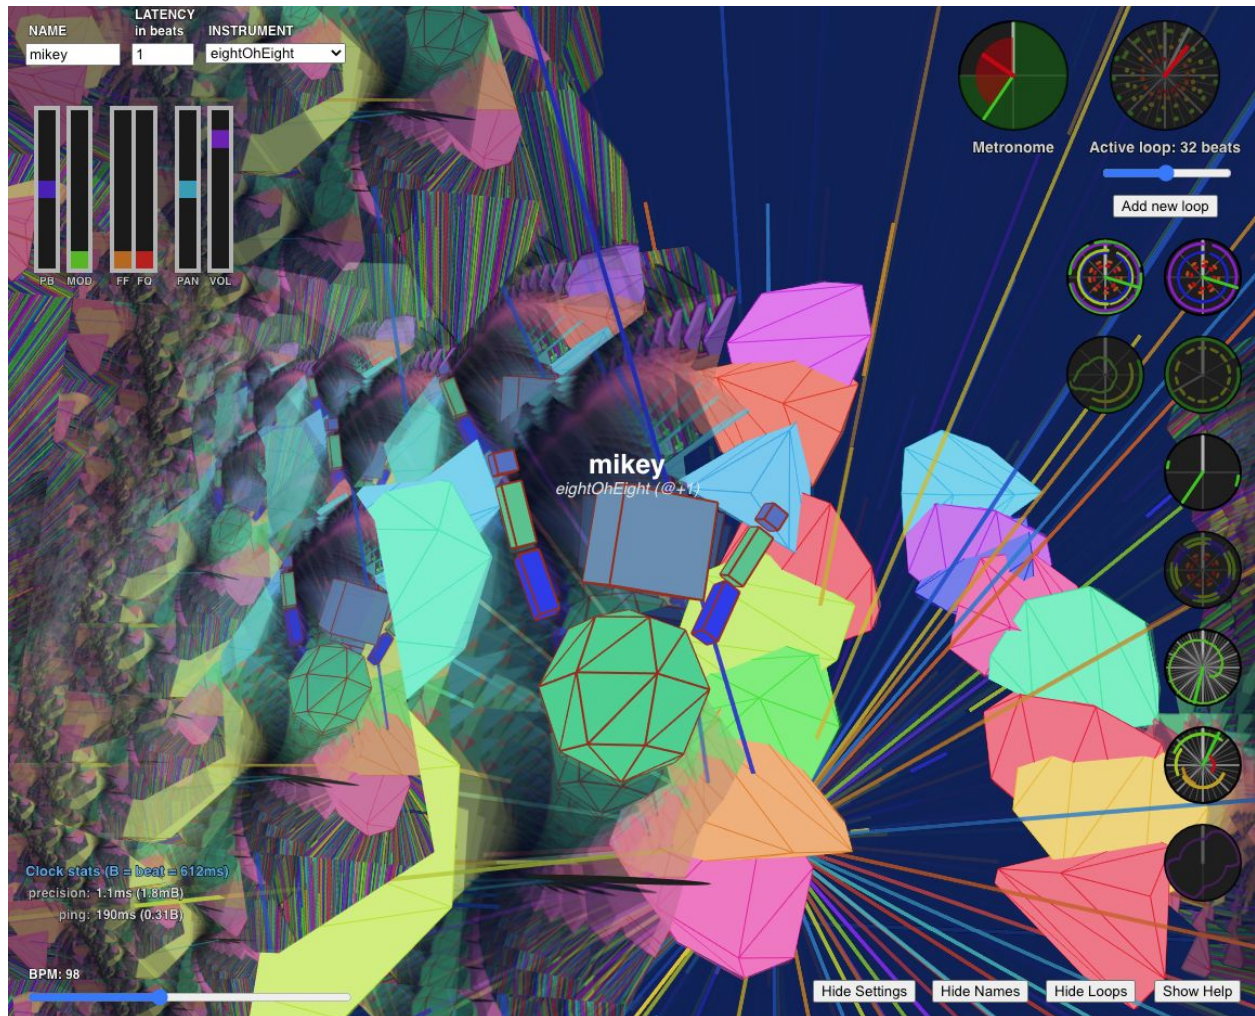 NAME
LATENCY
in beats
INSTRUMENT
mikey
1
eightOhEight
PB MOD FF FQ PAN VOL
Metronome
Active loop: 32 beats
Add new loop
mikey
eightOhEight (@+1)
Clock stats (B = beat = 612ms)
precision: 1.1ms (1.8mB)
ping: 190ms (0.31B)
BPM: 98
Hide Settings
Hide Names
Hide Loops
Show Help